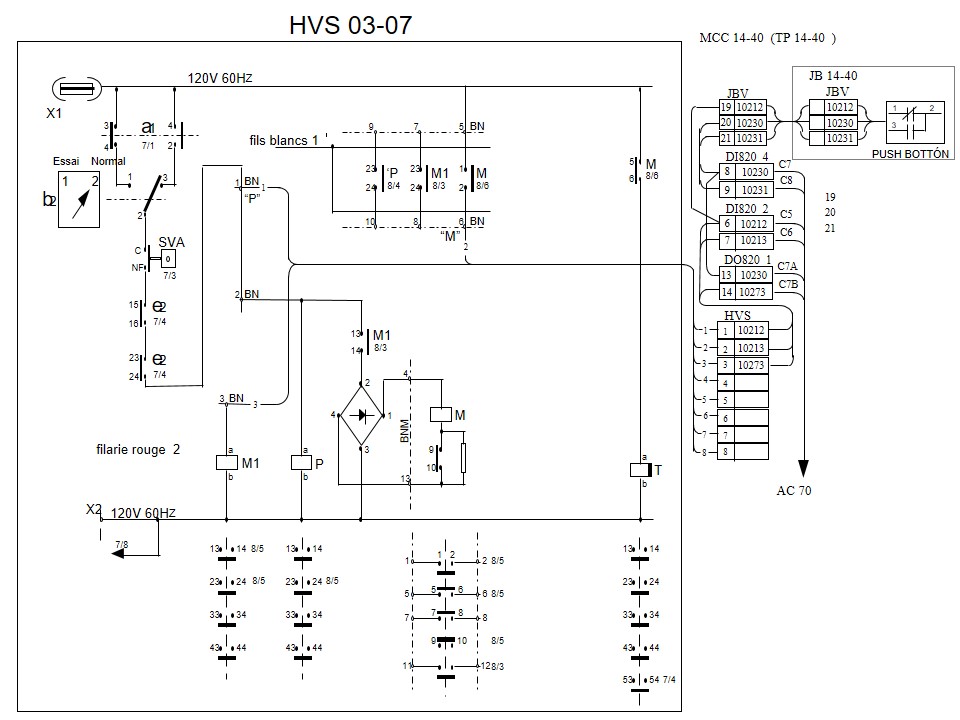 HVS 03-07
MCC 14-40 (TP 14-40 )
120V 60HZ
X1
3
4
a1
7/1
4
2
Essai Normal
1 2
b2
1
3
2
C
NF
SVA
0
7/3
15
16
e2
7/4
23
24
e2
7/4
fils blancs 1
9
7
5 BN
23
24
'P
8/4
23
24
M1
8/3
1
2
M
8/6
10
8
6 BN
"M"
2
1 BN 1
"P"
2 BN
5
6
M
8/6
13
14
M1
8/3
2
4
1
3
4
BNM
13
M
9
10
3 BN 3
a
M1
b
a
P
b
a
T
b
filarie rouge 2
X2
120V 60HZ
7/8
13 14 8/5
23 24 8/5
33 34
43 44
13 14
23 24 8/5
33 34
43 44
1 1 2 2 8/5
5 5 6 6 8/5
7 7 8 8
9 10 8/5
11 12 8/3
13 14
23 24
33 34
43 44
53 54 7/4
JBV
19 10212
20 10230
21 10231
JB 14-40
JBV
10212
10230
10231
1 2
3
PUSH BOTTÓN
DI820 4
8 10230 C7
9 10231 C8
DI820 2
6 10212 C5
7 10213 C6
DO820 1
13 10230 C7A
14 10273 C7B
19
20
21
HVS
1 1 10212
2 2 10213
3 3 10273
4 4
5 5
6 6
7 7
8 8
AC 70